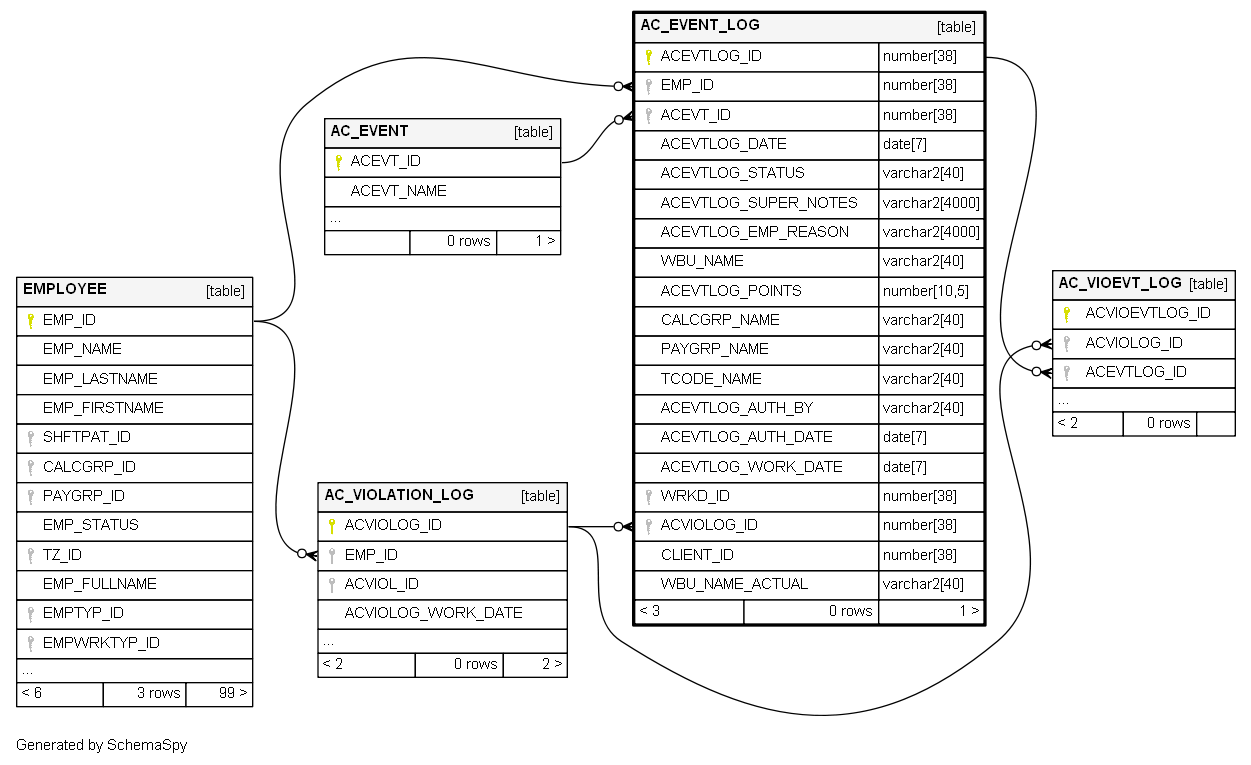 AC_EVENT_LOG [table]
ACEVTLOG_ID number[38]
EMP_ID number[38]
ACEVT_ID number[38]
ACEVTLOG_DATE date[7]
ACEVTLOG_STATUS varchar2[40]
ACEVTLOG_SUPER_NOTES varchar2[4000]
ACEVTLOG_EMP_REASON varchar2[4000]
WBU_NAME varchar2[40]
ACEVTLOG_POINTS number[10,5]
CALCGRP_NAME varchar2[40]
PAYGRP_NAME varchar2[40]
TCODE_NAME varchar2[40]
ACEVTLOG_AUTH_BY varchar2[40]
ACEVTLOG_AUTH_DATE date[7]
ACEVTLOG_WORK_DATE date[7]
WRKD_ID number[38]
ACVIOLOG_ID number[38]
CLIENT_ID number[38]
WBU_NAME_ACTUAL varchar2[40]
< 3 0 rows 1 >
AC_EVENT [table]
ACEVT_ID
ACEVT_NAME
...
0 rows 1 >
EMPLOYEE [table]
EMP_ID
EMP_NAME
EMP_LASTNAME
EMP_FIRSTNAME
SHFTPAT_ID
CALCGRP_ID
PAYGRP_ID
EMP_STATUS
TZ_ID
EMP_FULLNAME
EMPTYP_ID
EMPWRKTYP_ID
...
< 6 3 rows 99 >
AC_VIOLATION_LOG [table]
ACVIOLOG_ID
EMP_ID
ACVIOL_ID
ACVIOLOG_WORK_DATE
...
< 2 0 rows 2 >
AC_VIOEVT_LOG [table]
ACVIOEVTLOG_ID
ACVIOLOG_ID
ACEVTLOG_ID
...
< 2 0 rows
Generated by SchemaSpy